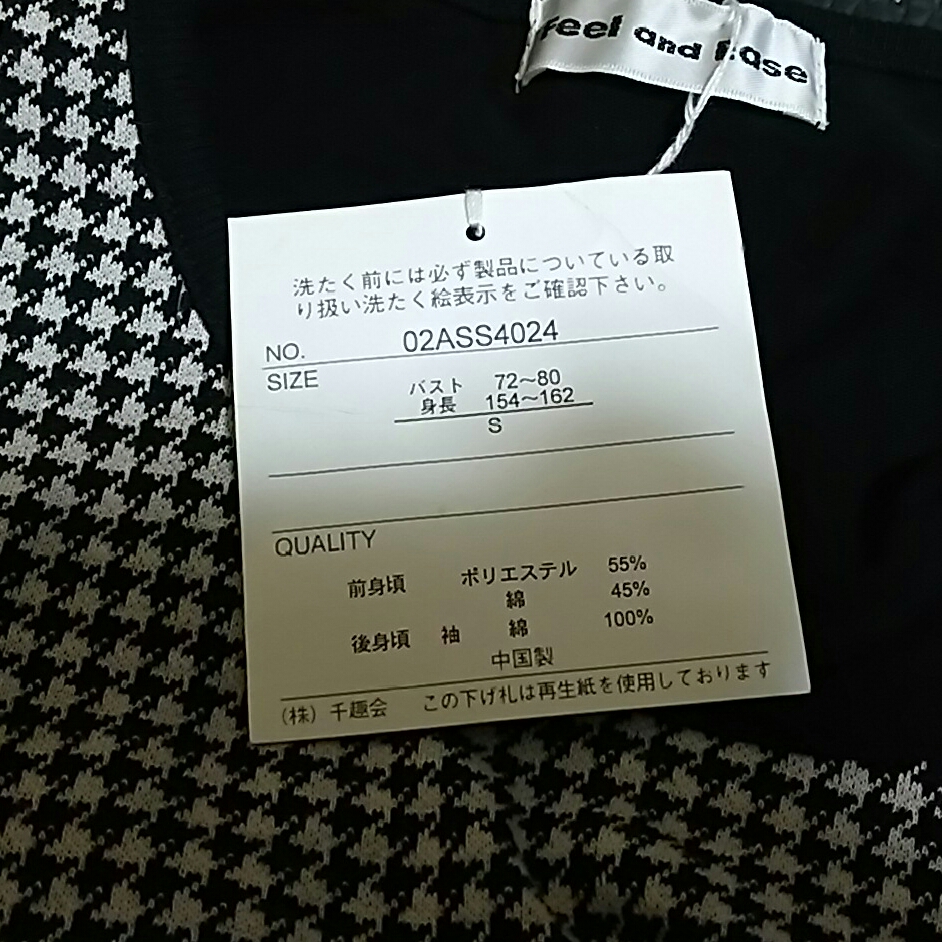 Feel and Ease
洗たく前には必ず製品についている取
り扱い洗たく絵表示をご確認下さい。
NO. 02ASS4024
SIZE バスト 72～80
身長 154～162
S
QUALITY
前身頃 ポリエステル 55%
綿 45%
後身頃 袖 綿 100%
中国製
(株) 千趣会 この下げ札は再生紙を使用しております